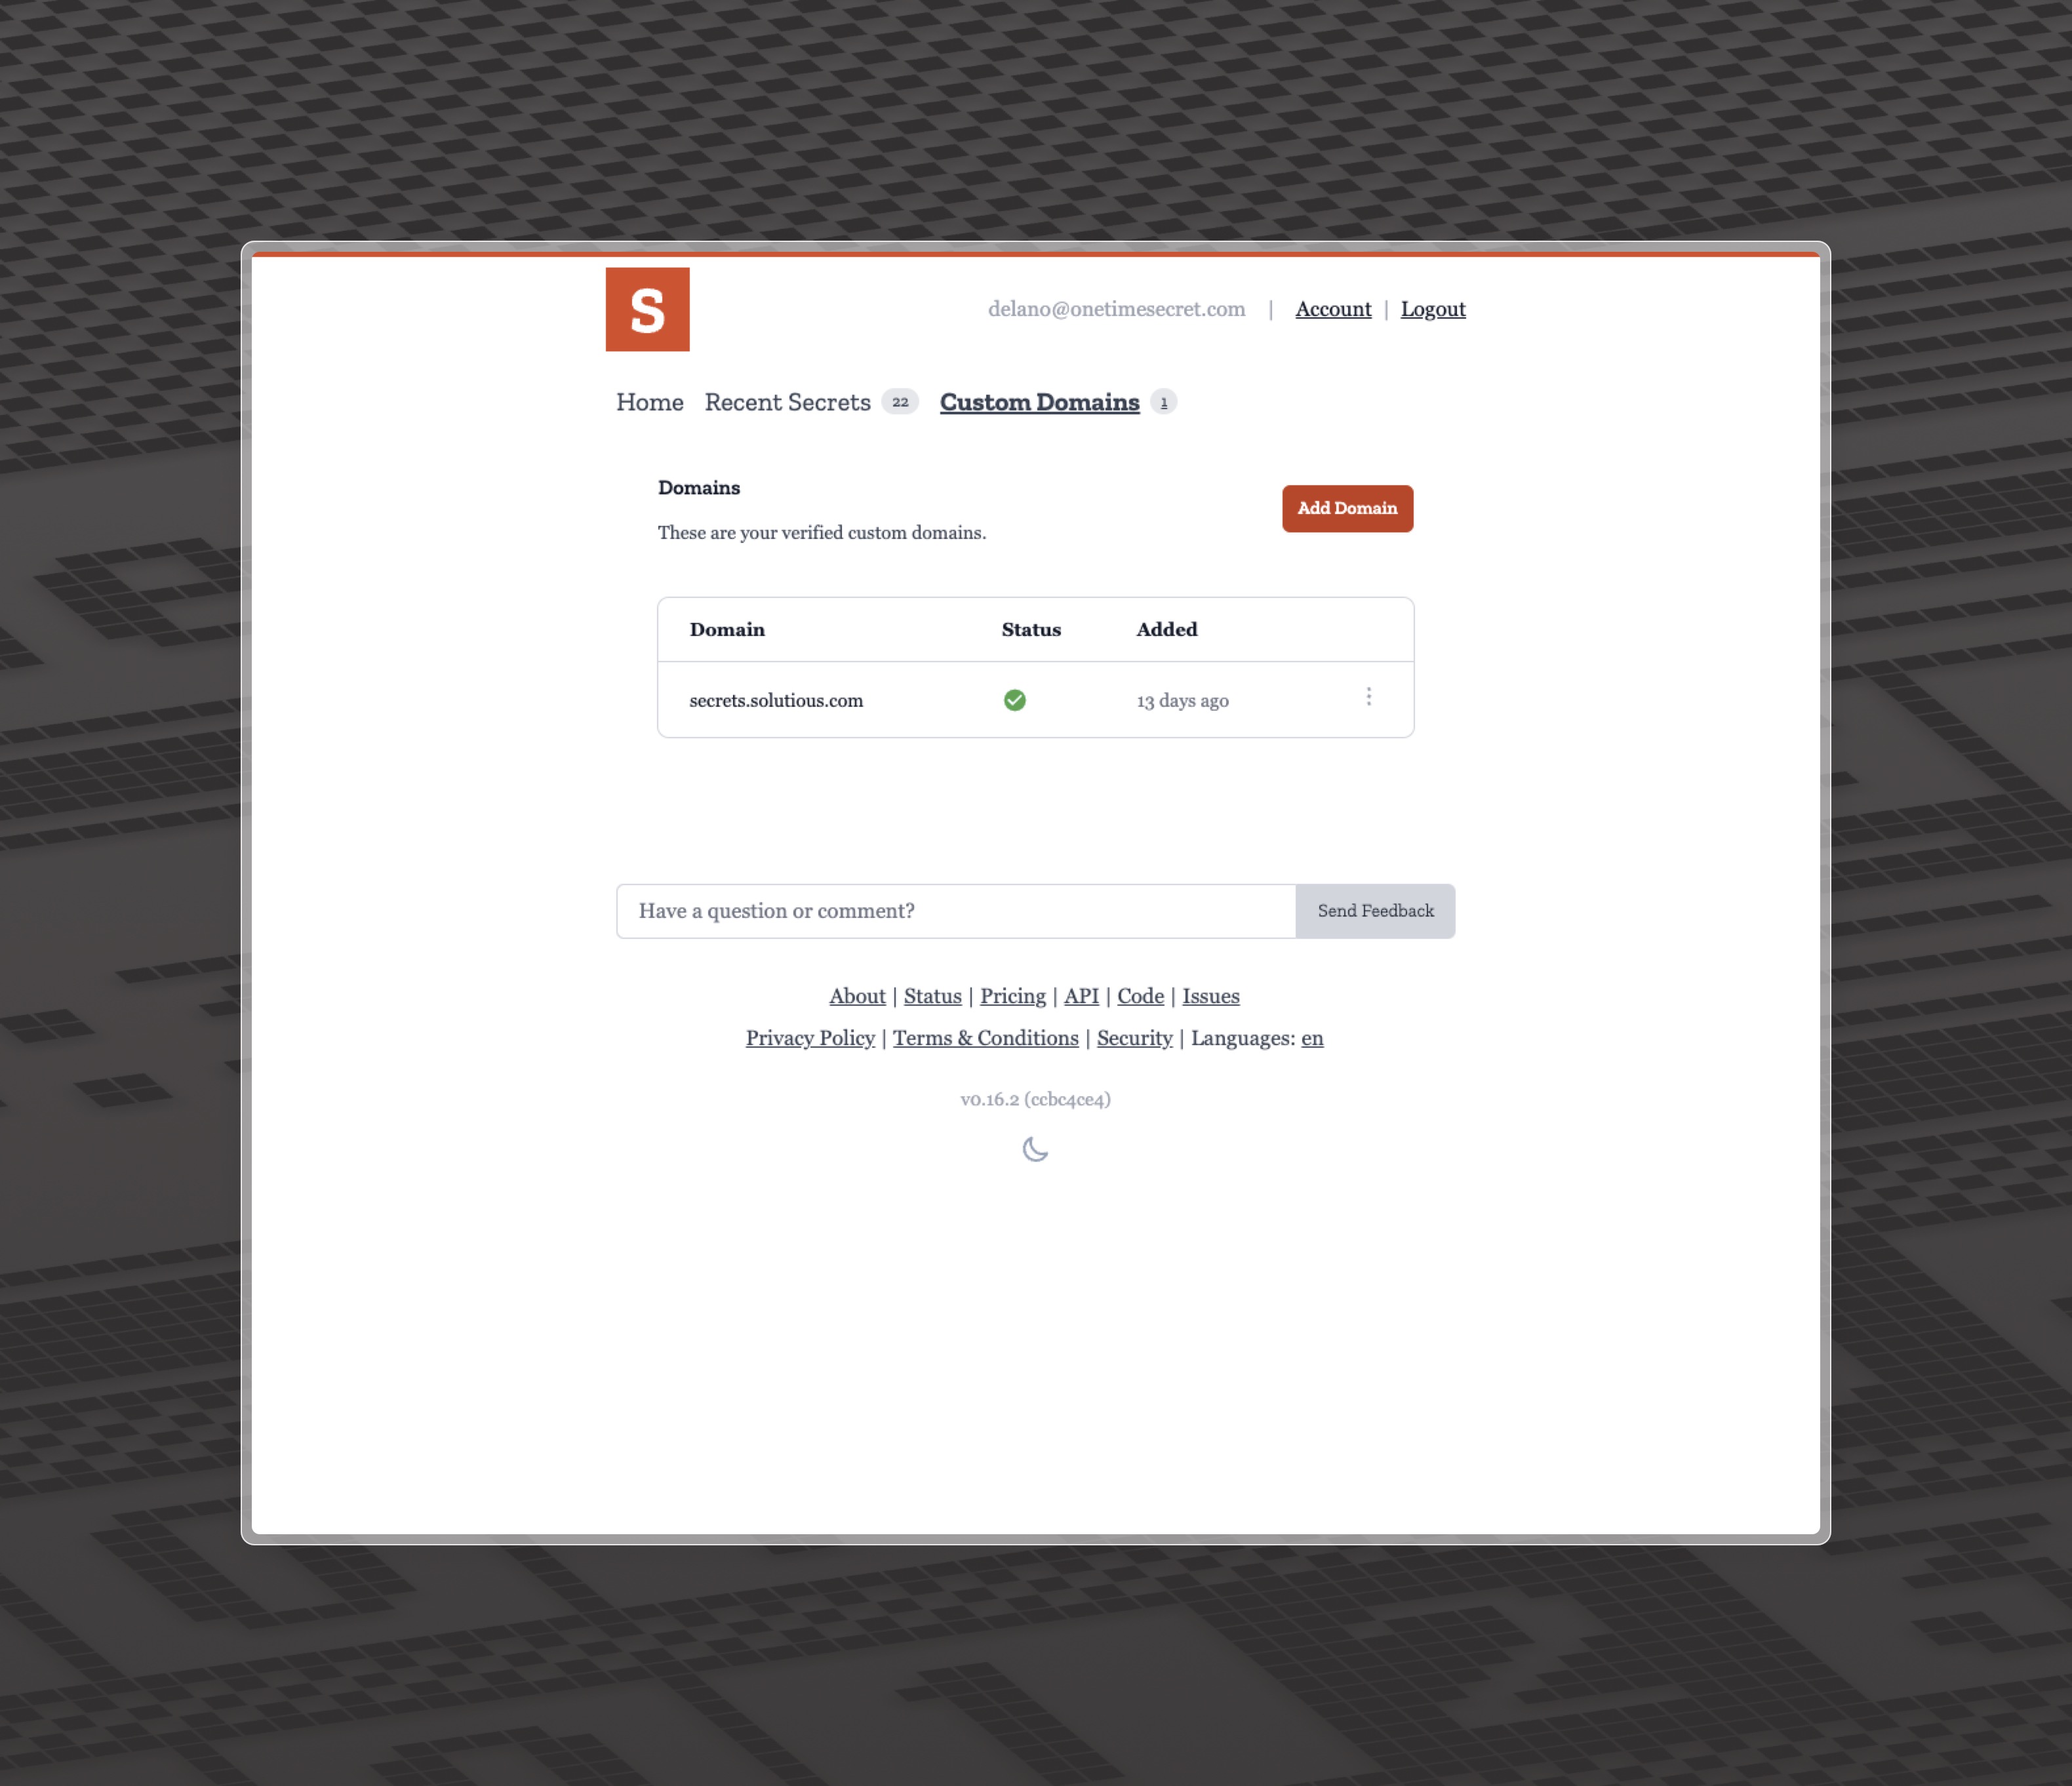 S
delano@onetimesecret.com | Account | Logout
Home Recent Secrets 22 Custom Domains 1
Domains
Add Domain
These are your verified custom domains.
Domain Status Added
secrets.solutious.com 13 days ago
Have a question or comment? Send Feedback
About | Status | Pricing | API | Code | Issues
Privacy Policy | Terms & Conditions | Security | Languages: en
v0.16.2 (ccbc4ce4)